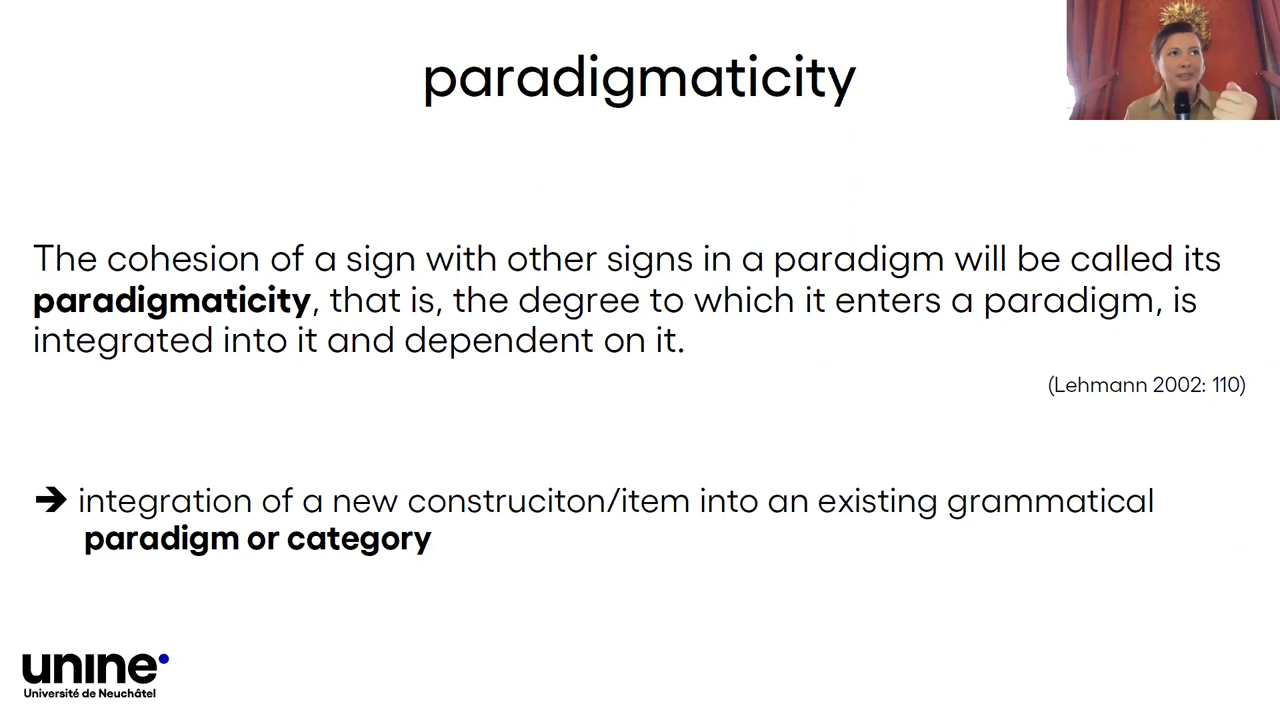 paradigmaticity
The cohesion of a sign with other signs in a paradigm will be called its
paradigmaticity, that is, the degree to which it enters a paradigm, is
integrated into it and dependent on it.
(Lehmann 2002: 110)
➔ integration of a new construciton/item into an existing grammatical
paradigm or category
unine
Université de Neuchâtel